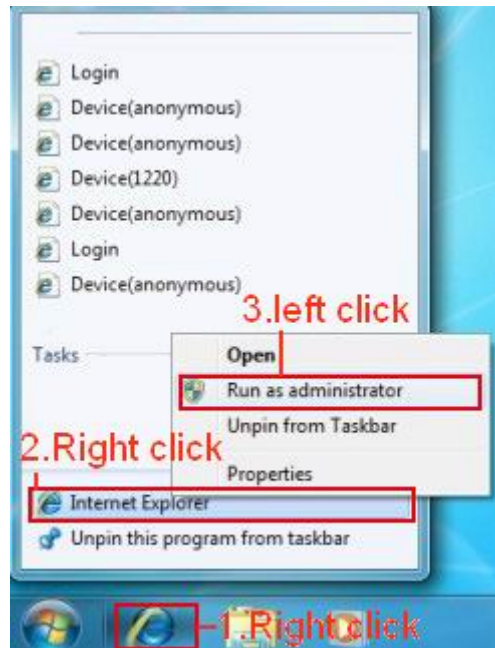 Login
Device(anonymous)
Device(anonymous)
Device(1220)
Device(anonymous)
Login
Device(anonymous)
3.left click
Tasks
Open
Run as administrator
Unpin from Taskbar
2.Right click
Properties
Internet Explorer
Unpin this program from taskbar
1.Right click